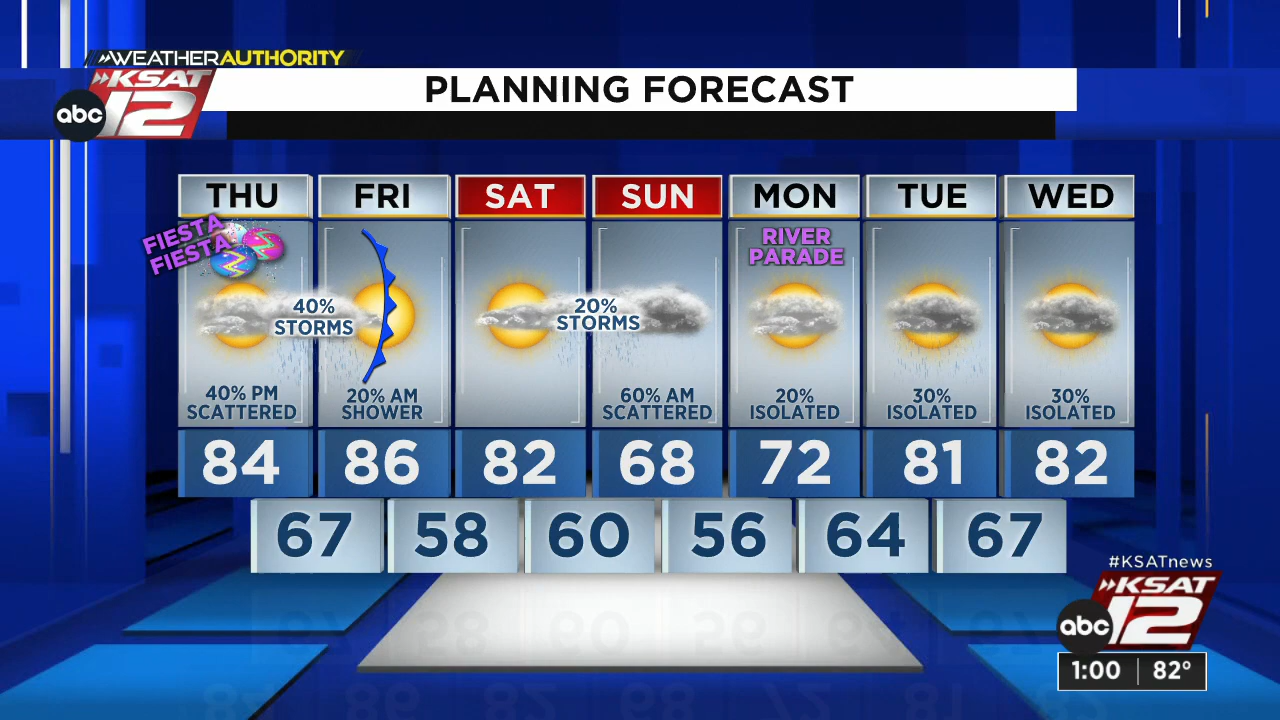 WEATHERAUTHORITY
KSAT
abc 12
PLANNING FORECAST
THU FRI SAT SUN MON TUE WED
FIESTA
FIESTA
RIVER
PARADE
40%
STORMS
20%
STORMS
40% PM
SCATTERED
20% AM
SHOWER
60% AM
SCATTERED
20%
ISOLATED
30%
ISOLATED
30%
ISOLATED
84 86 82 68 72 81 82
67 58 60 56 64 67
#KSATnews
KSAT
abc 12
1:00 82°